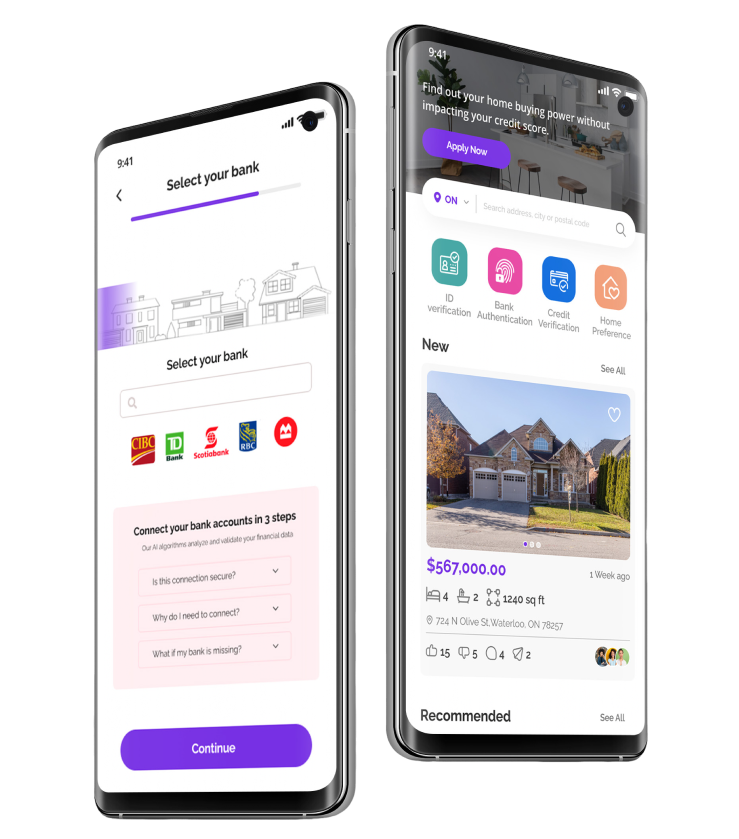 9:41
Select your bank
Select your bank
CIBC
TD
Bank
Scotiabank
RBC
Connect your bank accounts in 3 steps
Our AI algorithms analyze and validate your financial data
Is this connection secure?
Why do I need to connect?
What if my bank is missing?
Continue
9:41
Find out your home buying power without
impacting your credit score.
Apply Now
ON
Search address, city or postal code
ID
verification
Bank
Authentication
Credit
Verification
Home
Preference
New
See All
$567,000.00
1 Week ago
4
2
1240 sq ft
724 N Olive St,Waterloo, ON 78257
15
5
4
2
Recommended
See All